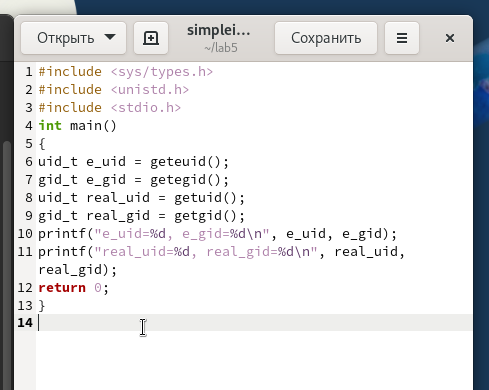 Открыть
simplei...
~/lab5
Сохранить
1 #include <sys/types.h>
2 #include <unistd.h>
3 #include <stdio.h>
4 int main()
5 {
6 uid_t e_uid = geteuid();
7 gid_t e_gid = getegid();
8 uid_t real_uid = getuid();
9 gid_t real_gid = getgid();
10 printf("e_uid=%d, e_gid=%d\n", e_uid, e_gid);
11 printf("real_uid=%d, real_gid=%d\n", real_uid,
real_gid);
12 return 0;
13 }
14